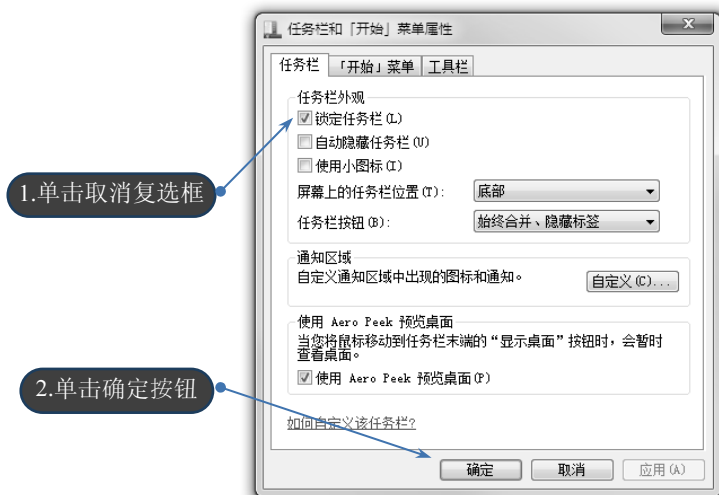 任务栏和「开始」菜单属性
任务栏 「开始」菜单 工具栏
任务栏外观
锁定任务栏(L)
自动隐藏任务栏(U)
使用小图标(I)
1.单击取消复选框
屏幕上的任务栏位置(T): 底部
任务栏按钮(B): 始终合并、隐藏标签
通知区域
自定义通知区域中出现的图标和通知。 自定义(C)...
使用 Aero Peek 预览桌面
当您将鼠标移动到任务栏末端的“显示桌面”按钮时，会暂时
查看桌面。
使用 Aero Peek 预览桌面(P)
2.单击确定按钮
如何自定义该任务栏?
确定 取消 应用(A)